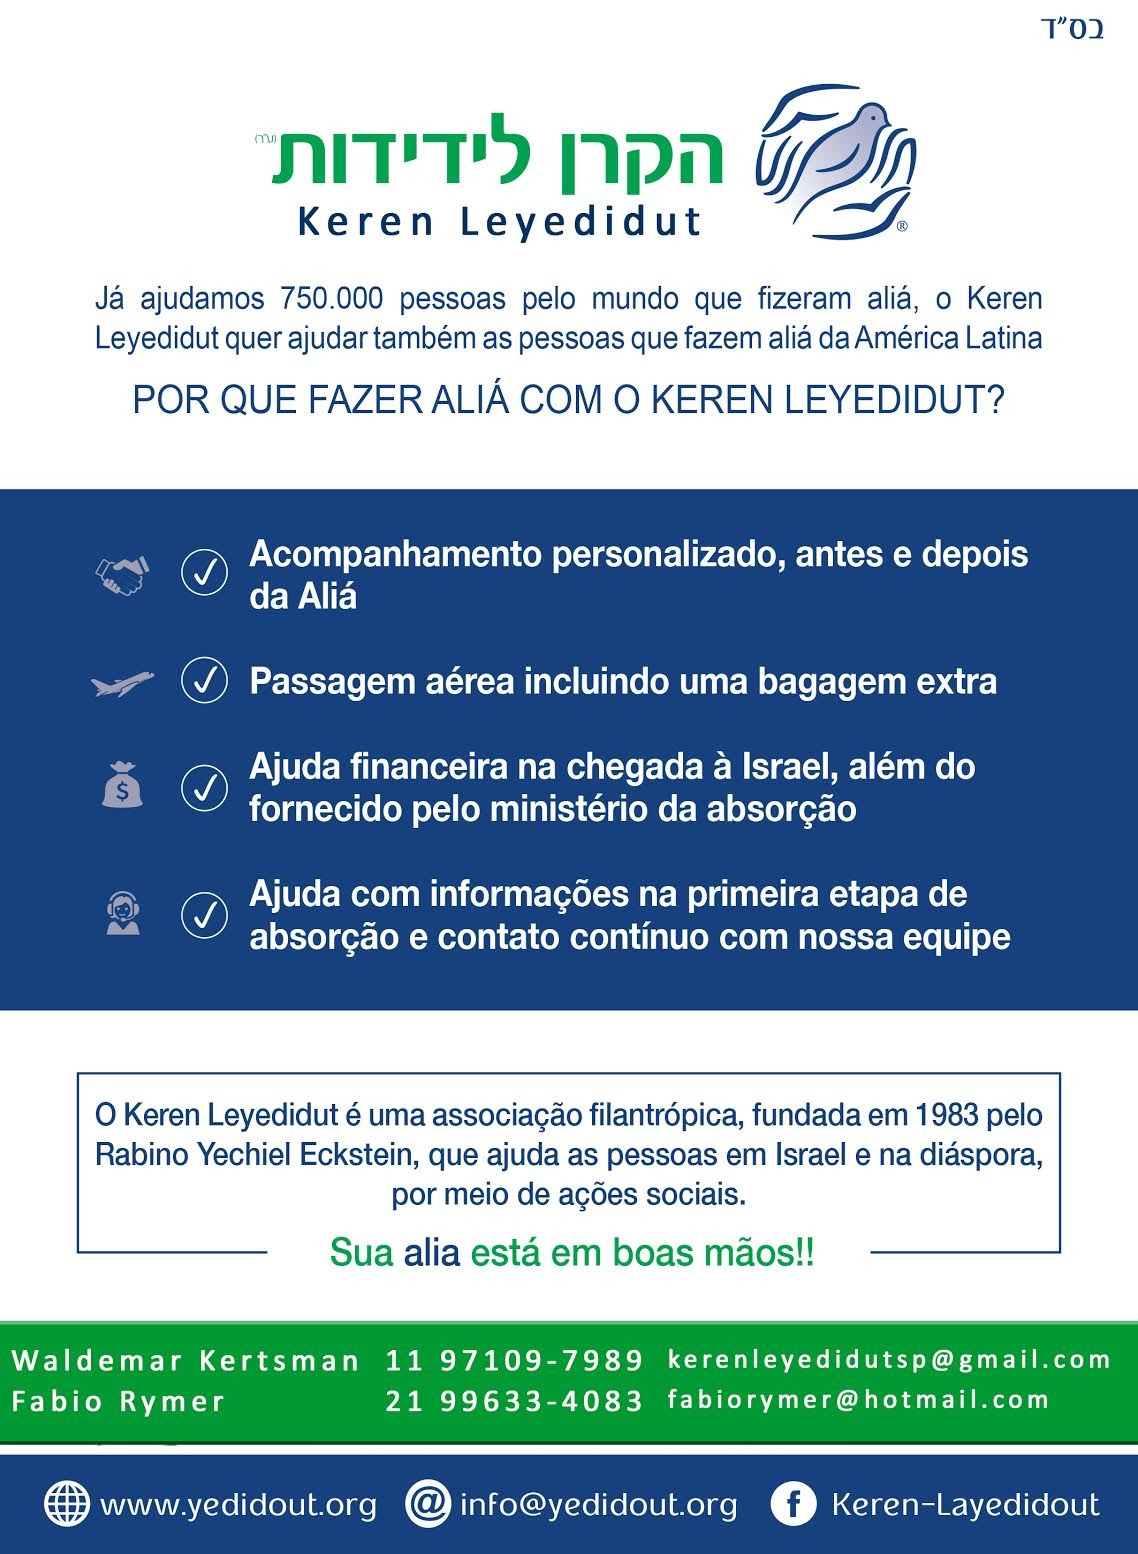 בס"ד
הקרן לידידות (ע"ר)
Keren Leyedidut
®
Já ajudamos 750.000 pessoas pelo mundo que fizeram aliá, o Keren
Leyedidut quer ajudar também as pessoas que fazem aliá da América Latina
POR QUE FAZER ALIÁ COM O KEREN LEYEDIDUT?
Acompanhamento personalizado, antes e depois
da Aliá
Passagem aérea incluindo uma bagagem extra
Ajuda financeira na chegada à Israel, além do
fornecido pelo ministério da absorção
Ajuda com informações na primeira etapa de
absorção e contato contínuo com nossa equipe
O Keren Leyedidut é uma associação filantrópica, fundada em 1983 pelo
Rabino Yechiel Eckstein, que ajuda as pessoas em Israel e na diáspora,
por meio de ações sociais.
Sua alia está em boas mãos!!
Waldemar Kertsman 11 97109-7989 kerenleyedidutsp@gmail.com
Fabio Rymer 21 99633-4083 fabiorymer@hotmail.com
www.yedidout.org @ info@yedidout.org f Keren-Layedidout